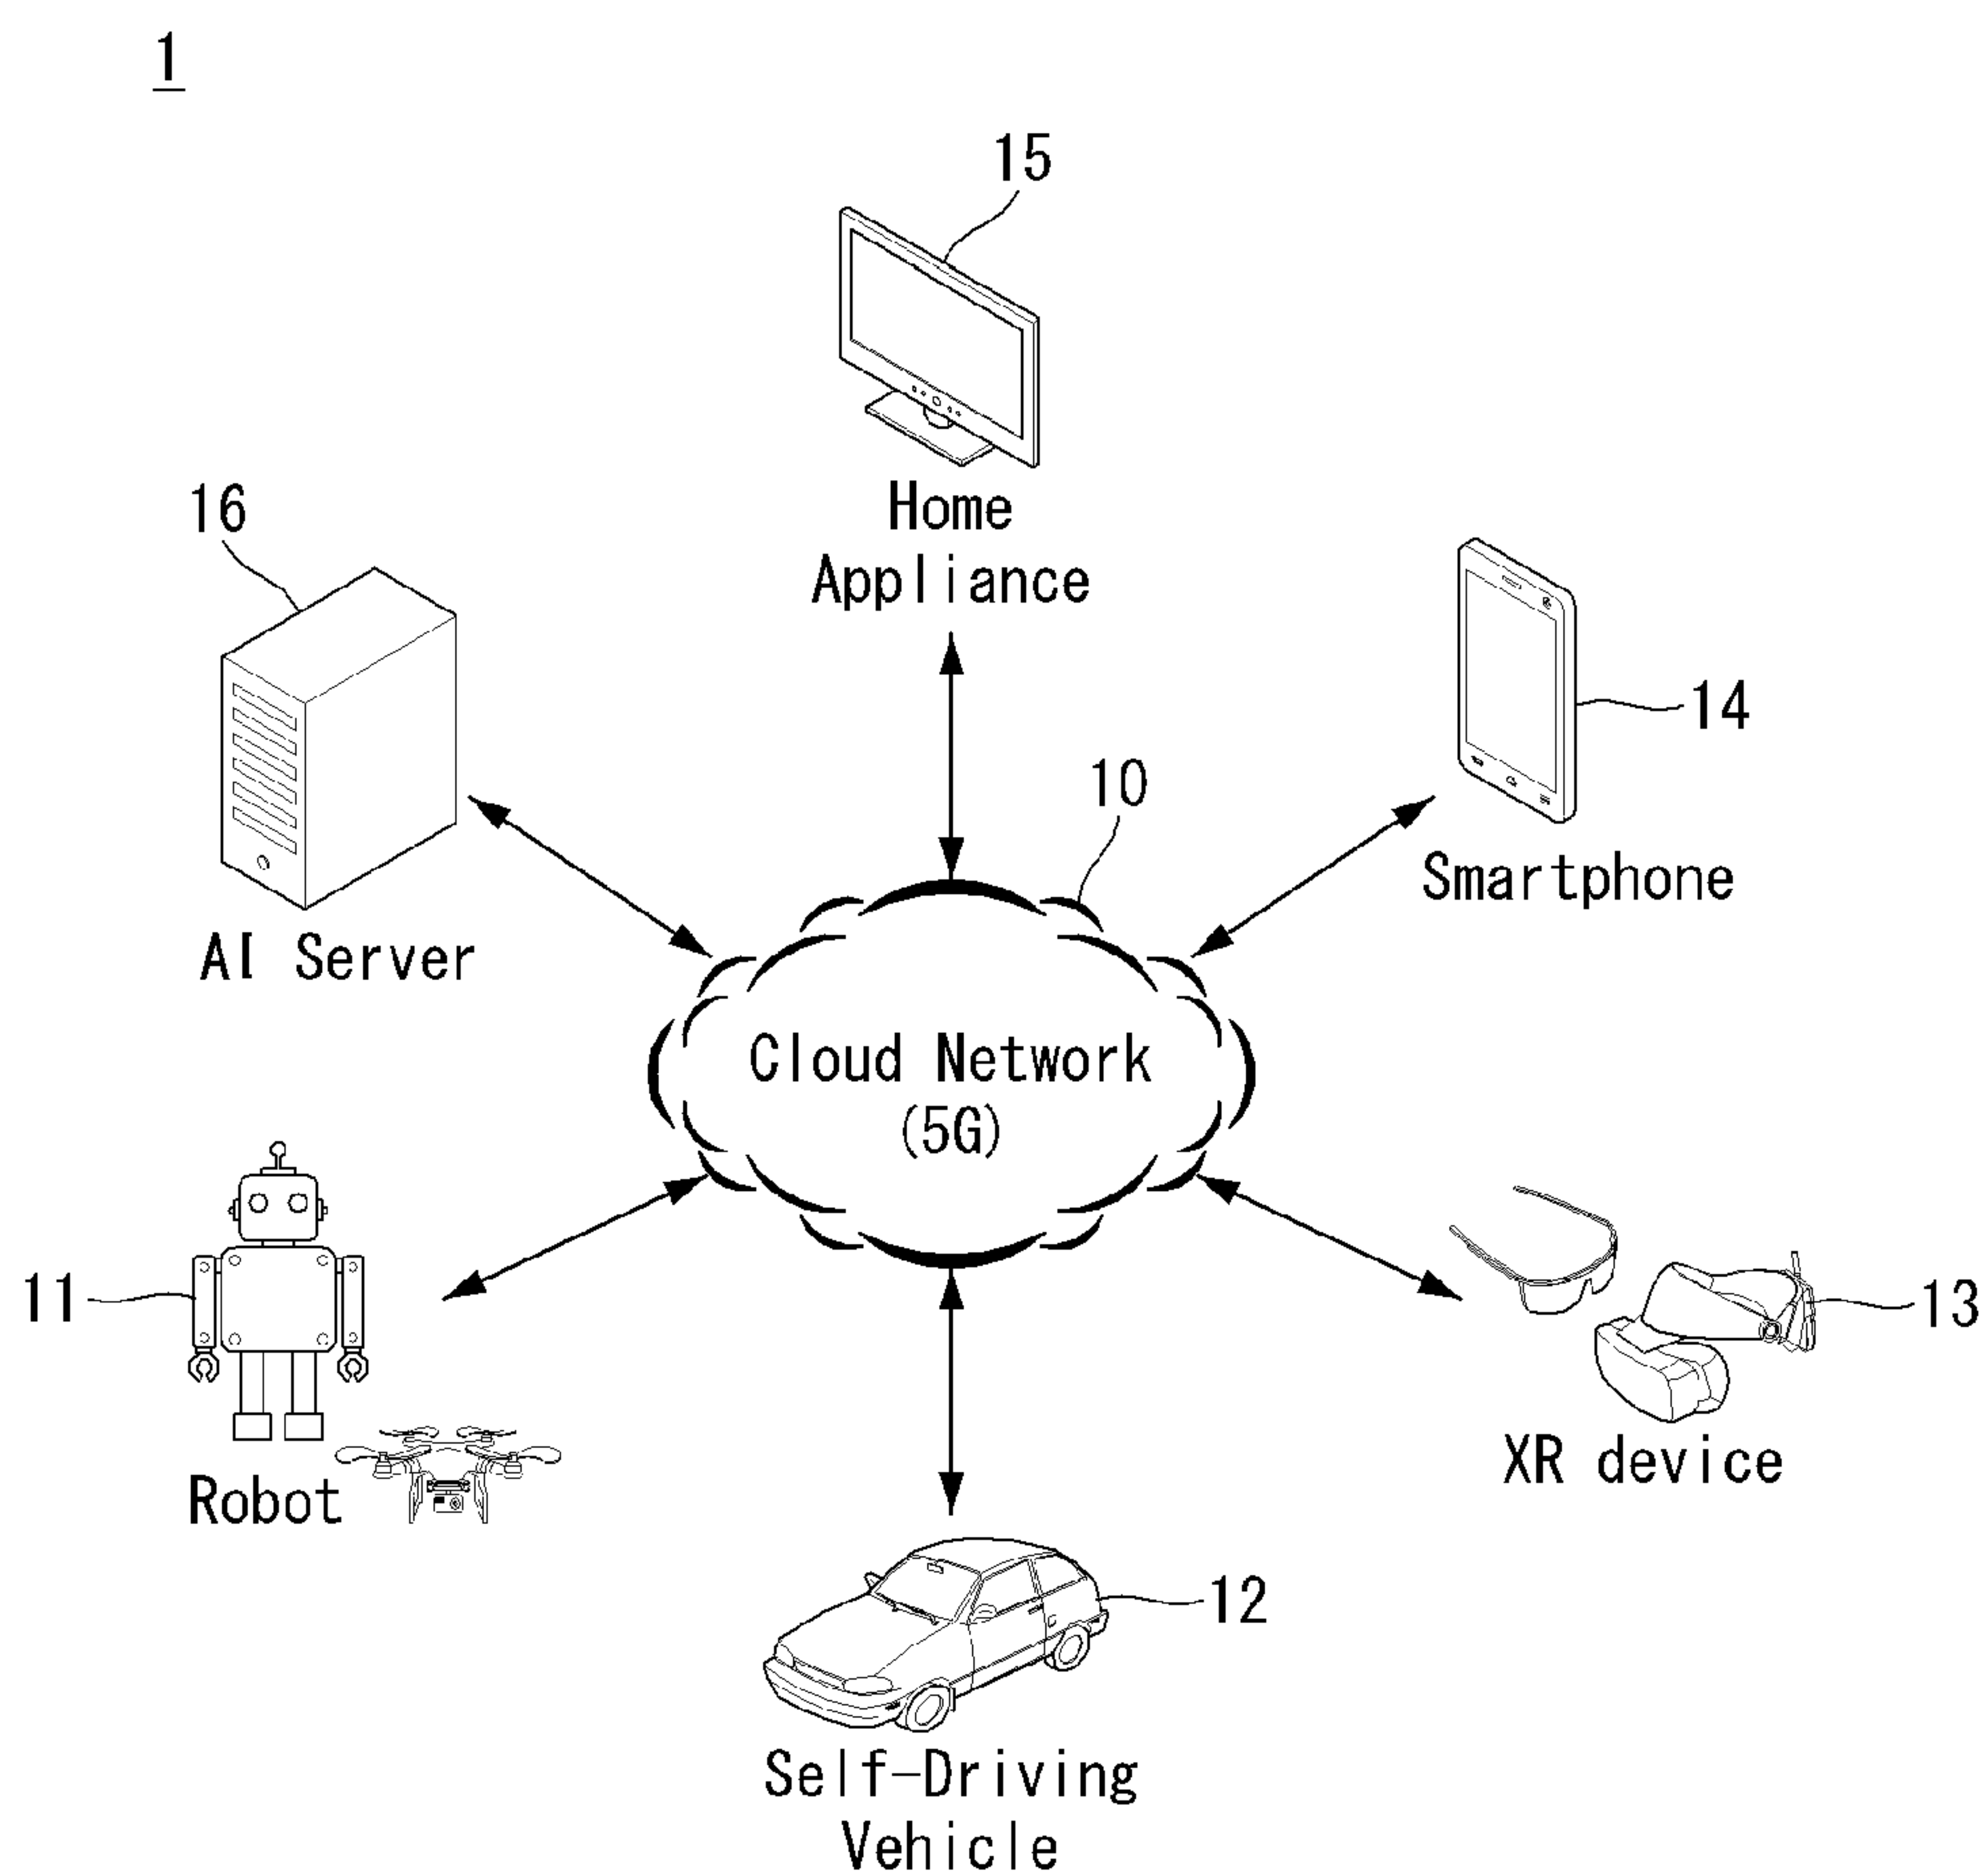 1
15
Home
Appliance
16
14
Smartphone
10
AI Server
Cloud Network
(5G)
11
13
XR device
Robot
12
Self-Driving
Vehicle